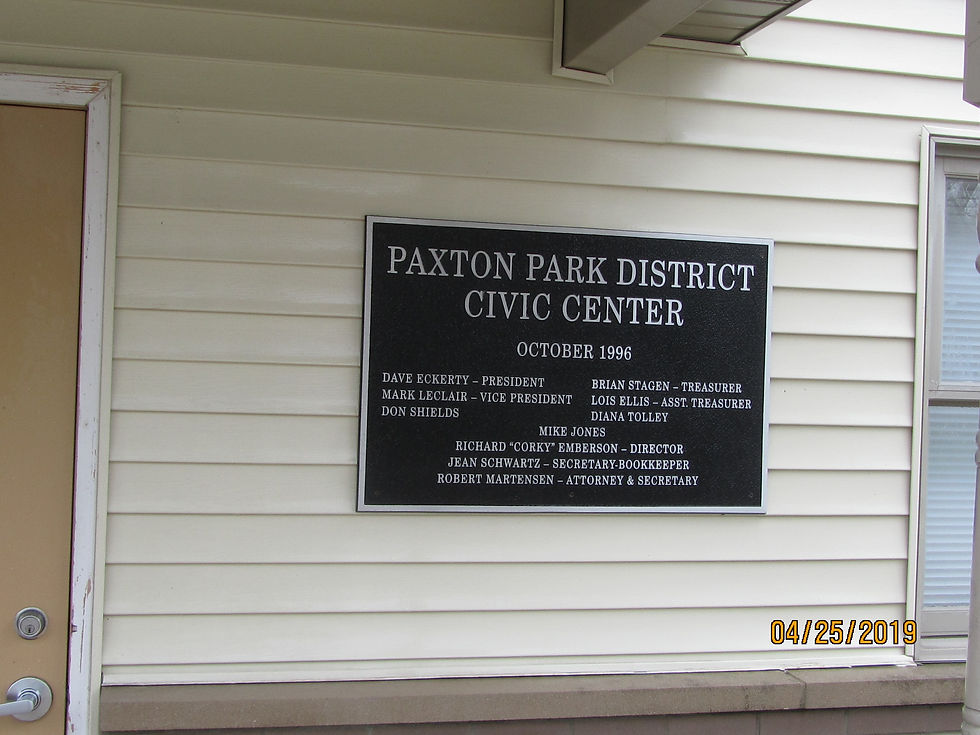 PAXTON PARK DISTRICT
CIVIC CENTER
OCTOBER 1996
DAVE ECKERTY – PRESIDENT
MARK LECLAIR – VICE PRESIDENT
DON SHIELDS
BRIAN STAGEN – TREASURER
LOIS ELLIS – ASST. TREASURER
DIANA TOLLEY
MIKE JONES
RICHARD “CORKY” EMBERSON – DIRECTOR
JEAN SCHWARTZ – SECRETARY-BOOKKEEPER
ROBERT MARTENSEN – ATTORNEY & SECRETARY
04/25/2019